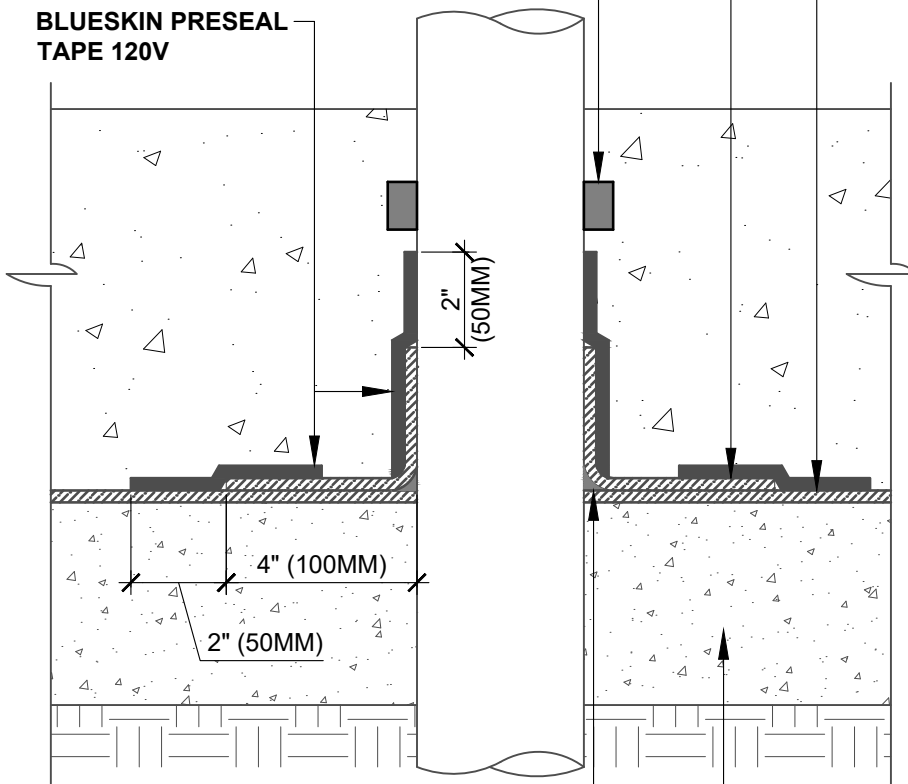 BLUESKIN PRESEAL
TAPE 120V
2"
(50MM)
4" (100MM)
2" (50MM)